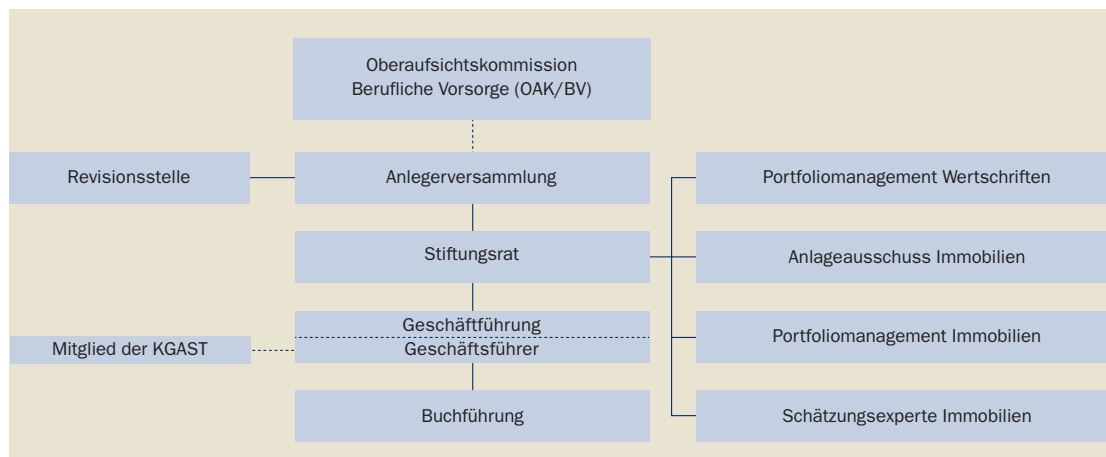 Oberaufsichtskommission
Berufliche Vorsorge (OAK/BV)
Revisionsstelle
Anlegerversammlung
Portfoliomanagement Wertschriften
Stiftungsrat
Anlageausschuss Immobilien
Geschäftführung
Geschäftsführer
Mitglied der KGAST
Portfoliomanagement Immobilien
Buchführung
Schätzungsexperte Immobilien